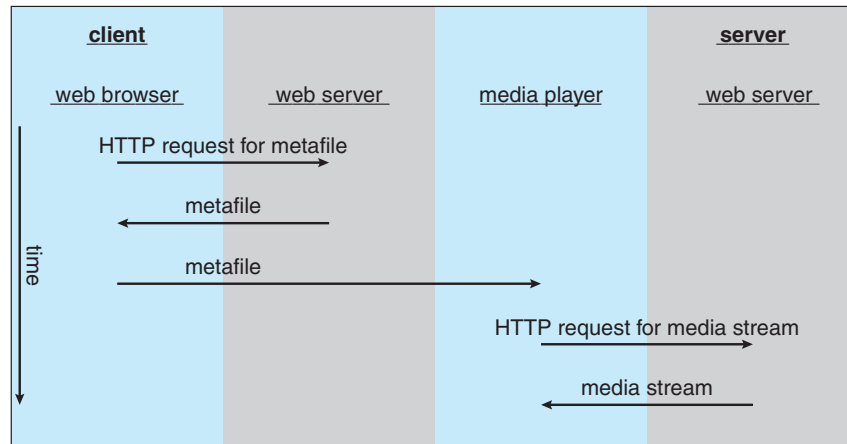 client server
web browser web server media player web server
HTTP request for metafile
metafile
time
metafile
HTTP request for media stream
media stream